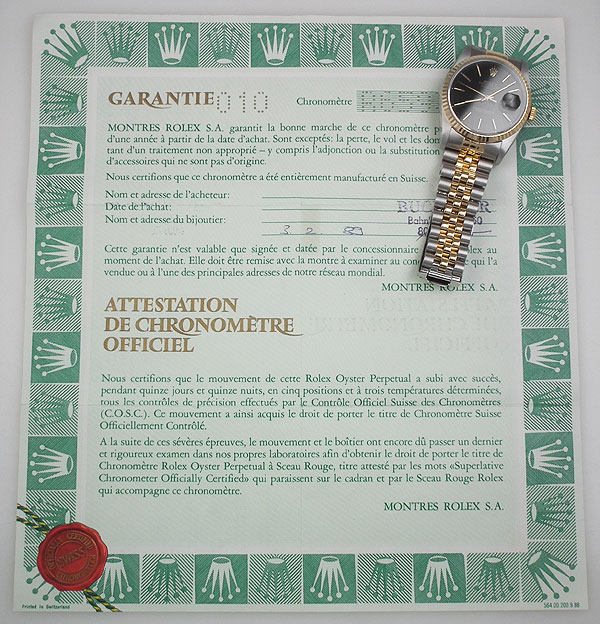 GARANTIE 010 Chronomètre
MONTRES ROLEX S.A. garantit la bonne marche de ce chronomètre
d'une année à partir de la date d'achat. Sont exceptés: la perte, le vol et les
tant d'un traitement non approprié – y compris l'adjonction ou la substitution
d'accessoires qui ne sont pas d'origine.
Nous certifions que ce chronomètre a été entièrement manufacturé en Suisse.
Nom et adresse de l'acheteur:
Date de l'achat:
Nom et adresse du bijoutier: 3 2 89
Cette garantie n'est valable que signée et datée par le concessionnaire
moment de l'achat. Elle doit être remise avec la montre à examiner au qui l'a
vendue ou à l'une des principales adresses de notre réseau mondial.
MONTRES ROLEX S.A.
ATTESTATION
DE CHRONOMÈTRE
OFFICIEL
Nous certifions que le mouvement de cette Rolex Oyster Perpetual a subi avec succès,
pendant quinze jours et quinze nuits, en cinq positions et à trois températures déterminées,
tous les contrôles de précision effectués par le Contrôle Officiel Suisse des Chronomètres
(C.O.S.C.). Ce mouvement a ainsi acquis le droit de porter le titre de Chronomètre Suisse
Officiellement Contrôlé.
A la suite de ces sévères épreuves, le mouvement et le boîtier ont encore dû passer un dernier
et rigoureux examen dans nos propres laboratoires afin d'obtenir le droit de porter le titre de
Chronomètre Rolex Oyster Perpetual à Sceau Rouge, titre attesté par les mots «Superlative
Chronometer Officially Certified» qui paraissent sur le cadran et par le Sceau Rouge Rolex
qui accompagne ce chronomètre.
MONTRES ROLEX S.A.
Printed in Switzerland